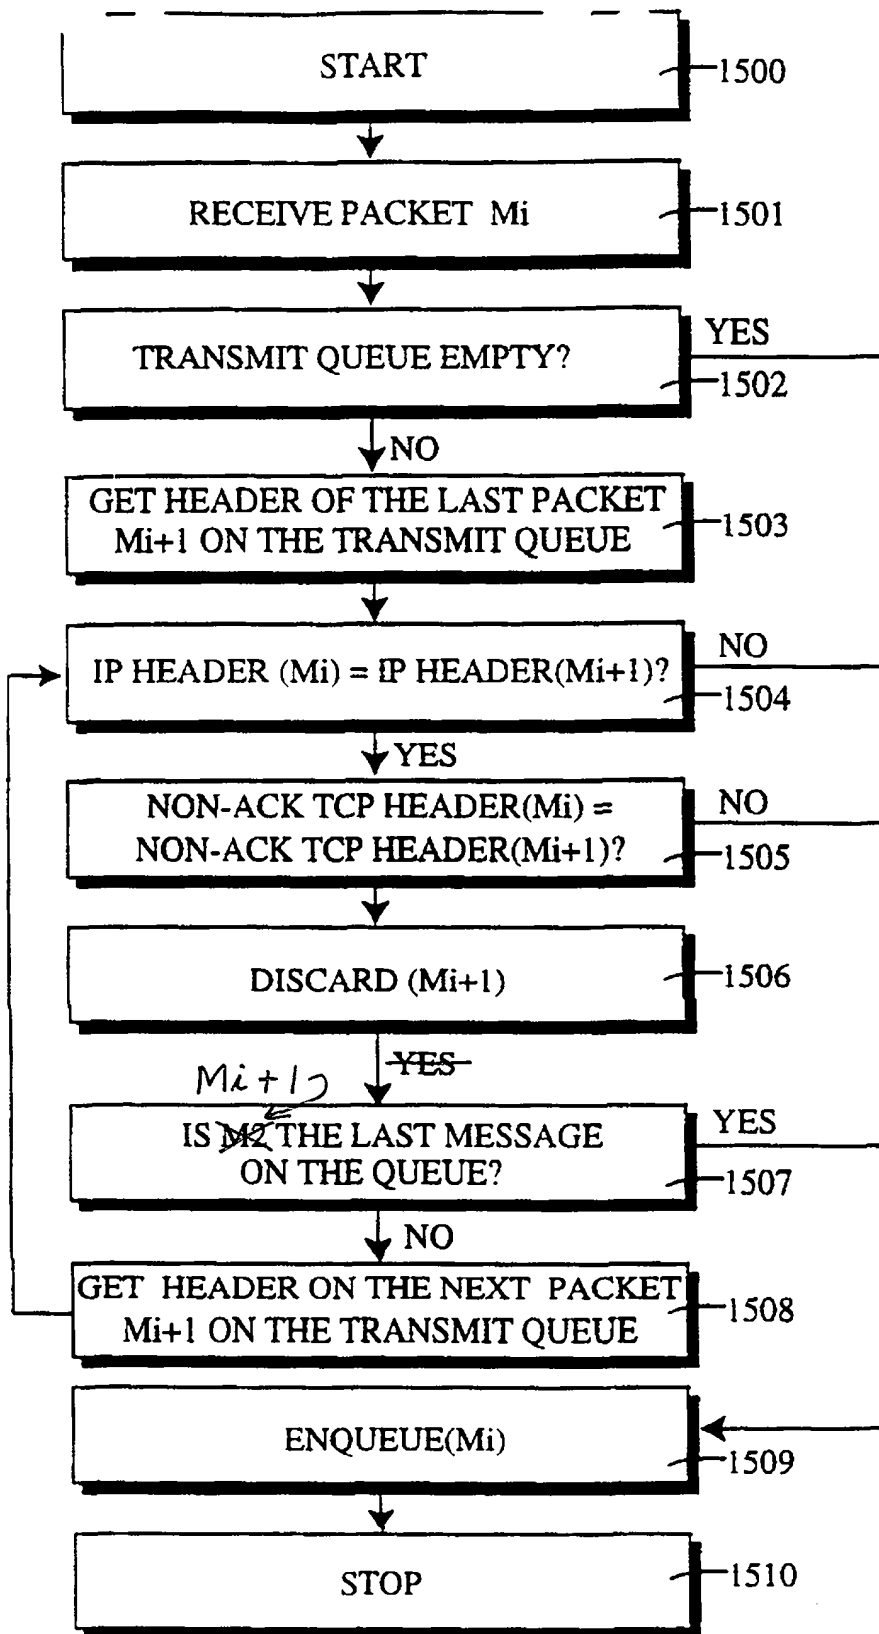 START
1500
RECEIVE PACKET Mi
1501
TRANSMIT QUEUE EMPTY?
YES
1502
NO
GET HEADER OF THE LAST PACKET
Mi+1 ON THE TRANSMIT QUEUE
1503
IP HEADER (Mi) = IP HEADER(Mi+1)?
NO
1504
YES
NON-ACK TCP HEADER(Mi) =
NON-ACK TCP HEADER(Mi+1)?
NO
1505
DISCARD (Mi+1)
1506
YES
Mi+1
IS M2 THE LAST MESSAGE
ON THE QUEUE?
YES
1507
NO
GET HEADER ON THE NEXT PACKET
Mi+1 ON THE TRANSMIT QUEUE
1508
ENQUEUE(Mi)
1509
STOP
1510